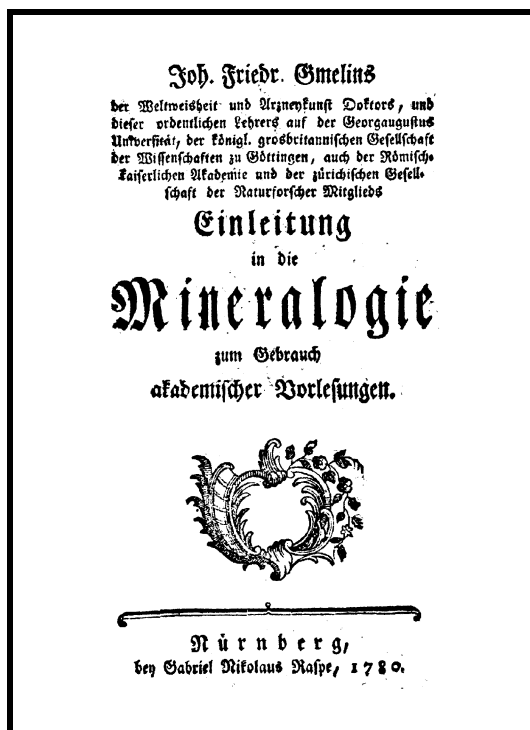 Joh. Friedr. Gmelins
der Weltweisheit und Arzneykunst Doktors, und
dieser ordentlichen Lehrers auf der Georgaugustus
Universität, der königl. grosbritannischen Gesellschaft
der Wissenschaften zu Göttingen, auch der Römisch-
kaiserlichen Akademie und der zürichischen Gesell-
schaft der Naturforscher Mitglieds
Einleitung
in die
Mineralogie
zum Gebrauch
akademischer Vorlesungen.
Nürnberg,
bey Gabriel Nikolaus Raspe, 1780.